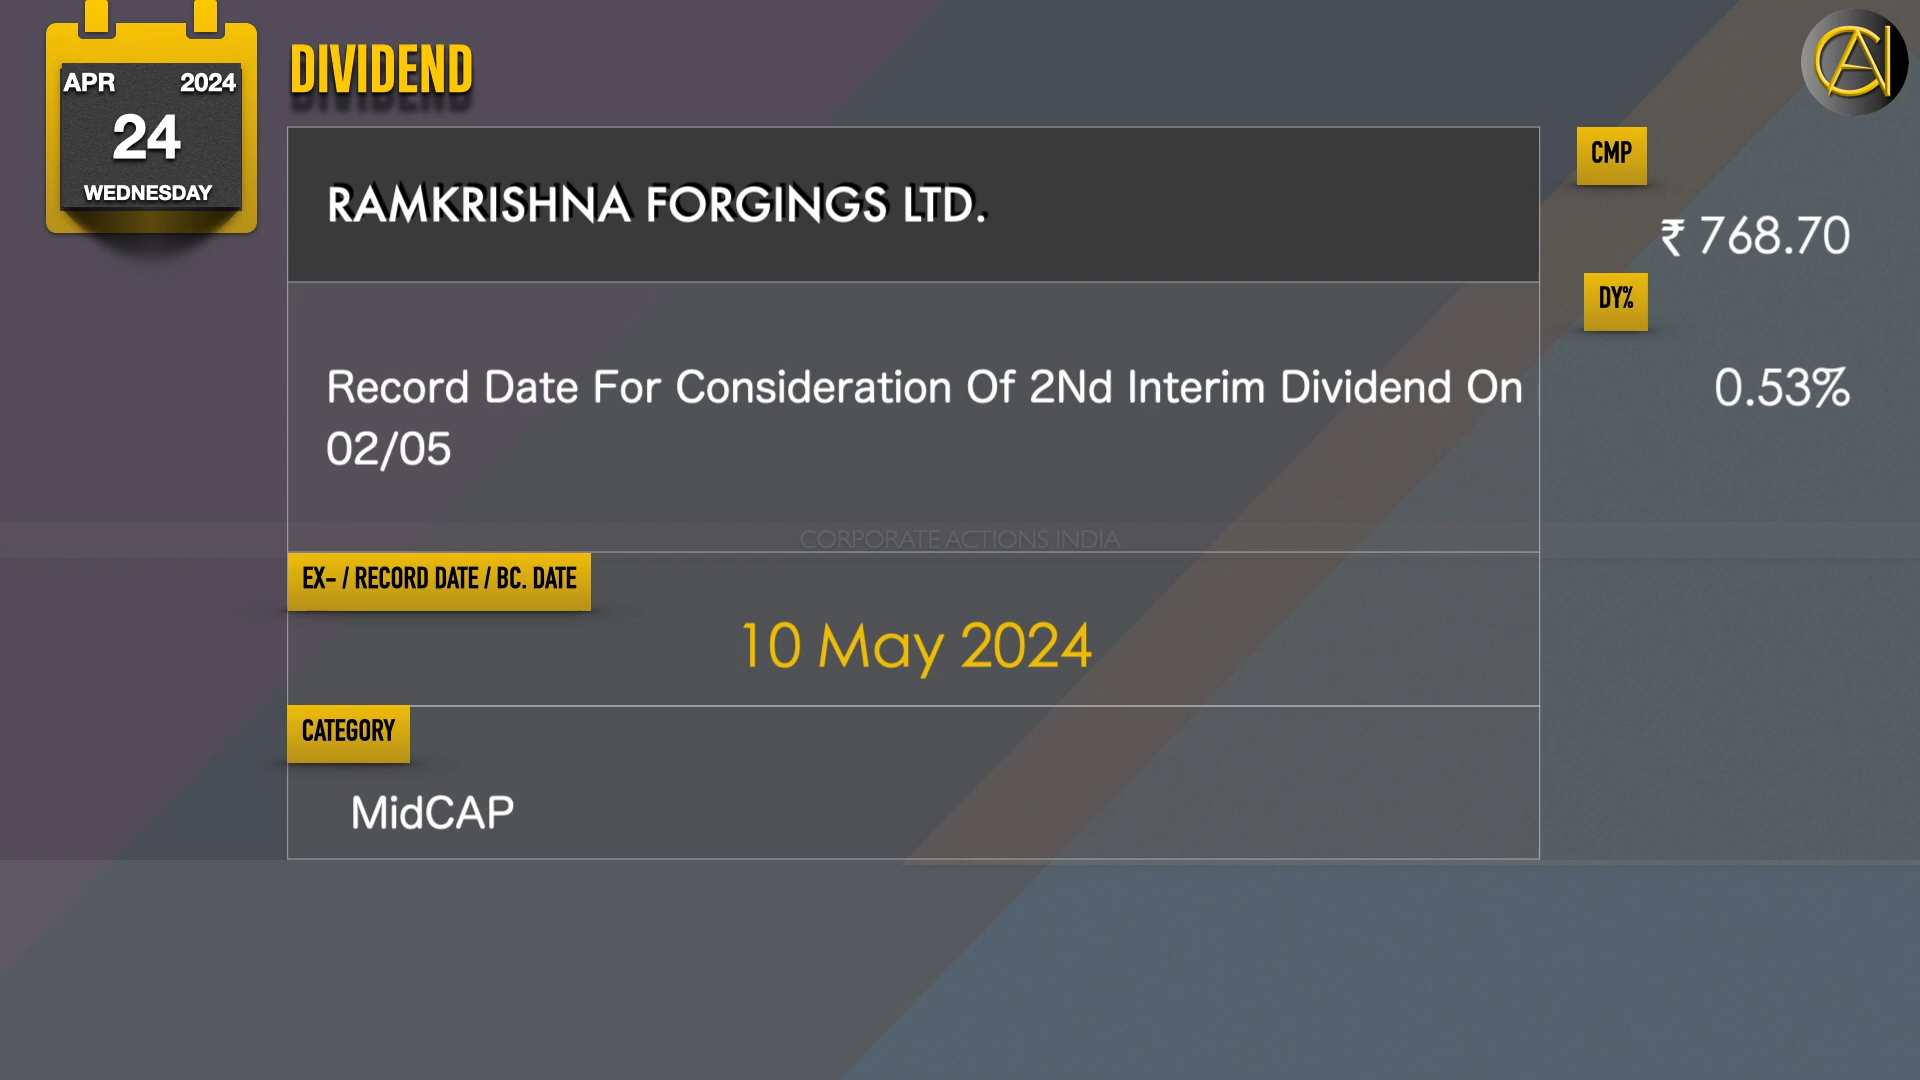 APR 2024
24
WEDNESDAY
DIVIDEND
RAMKRISHNA FORGINGS LTD.
Record Date For Consideration Of 2Nd Interim Dividend On
02/05
CORPORATE ACTIONS INDIA
EX- / RECORD DATE / BC. DATE
10 May 2024
CATEGORY
MidCAP
CMP
₹ 768.70
DY%
0.53%
CAI